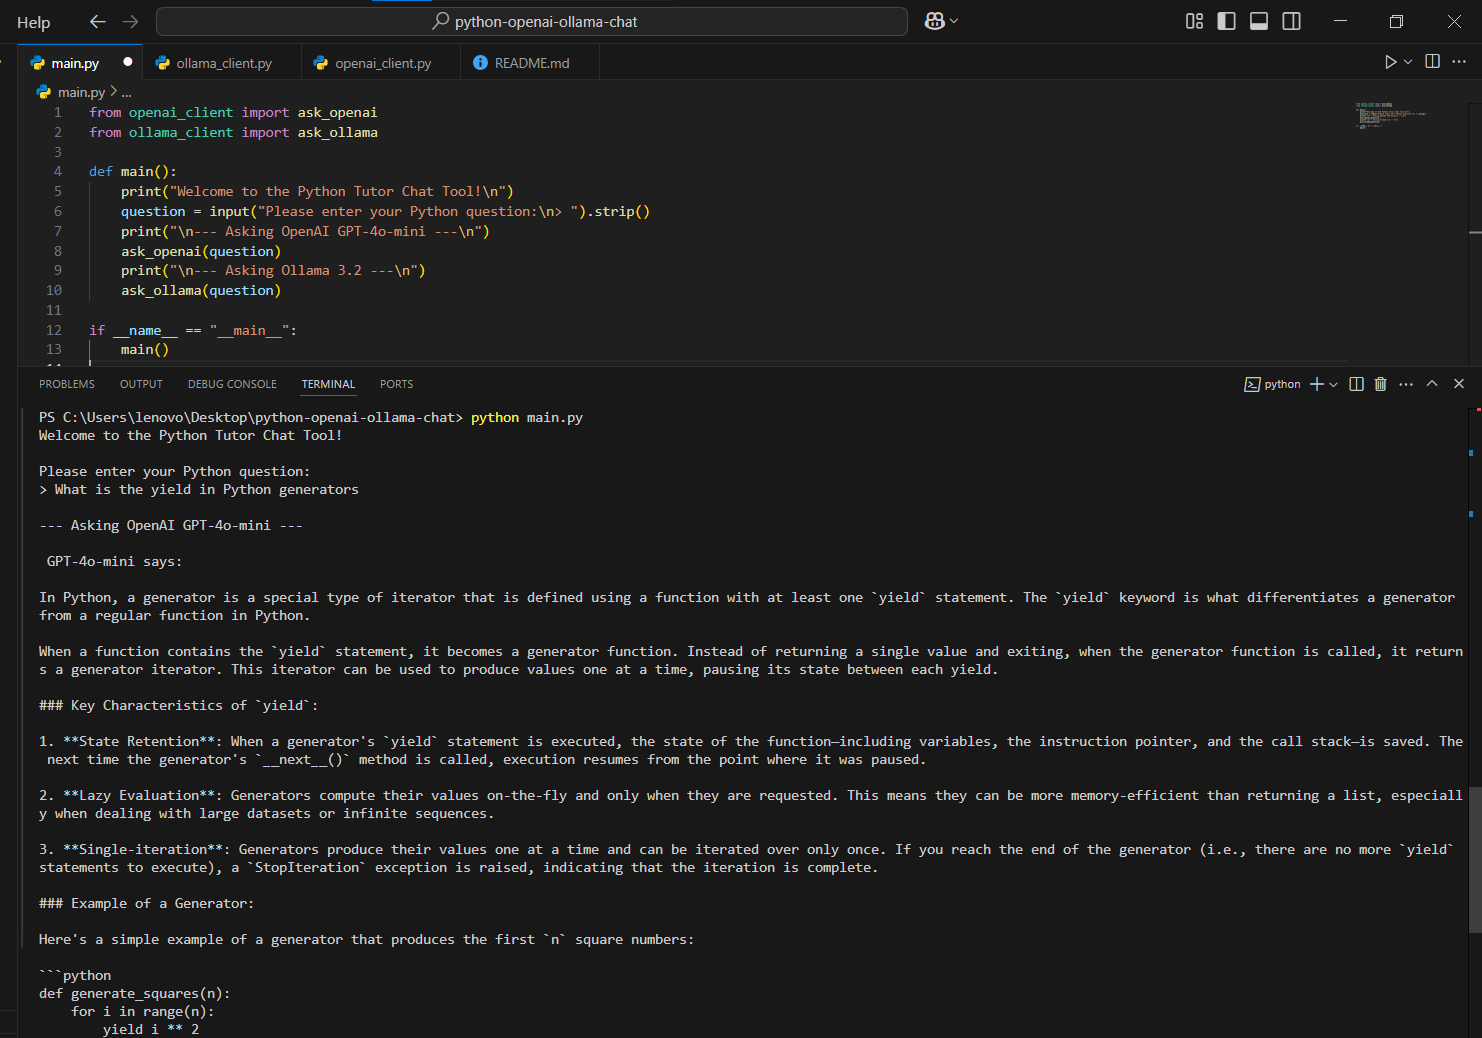 Help
python-openai-ollama-chat
main.py
ollama_client.py
openai_client.py
README.md
main.py > ...
1 from openai_client import ask_openai
2 from ollama_client import ask_ollama
3
4 def main():
5     print("Welcome to the Python Tutor Chat Tool!\n")
6     question = input("Please enter your Python question:\n> ").strip()
7     print("\n--- Asking OpenAI GPT-4o-mini ---\n")
8     ask_openai(question)
9     print("\n--- Asking Ollama 3.2 ---\n")
10     ask_ollama(question)
11
12 if __name__ == "__main__":
13     main()
PROBLEMS OUTPUT DEBUG CONSOLE TERMINAL PORTS
python
PS C:\Users\lenovo\Desktop\python-openai-ollama-chat> python main.py
Welcome to the Python Tutor Chat Tool!
Please enter your Python question:
> What is the yield in Python generators
--- Asking OpenAI GPT-4o-mini ---
GPT-4o-mini says:
In Python, a generator is a special type of iterator that is defined using a function with at least one `yield` statement. The `yield` keyword is what differentiates a generator
from a regular function in Python.
When a function contains the `yield` statement, it becomes a generator function. Instead of returning a single value and exiting, when the generator function is called, it return
s a generator iterator. This iterator can be used to produce values one at a time, pausing its state between each yield.
### Key Characteristics of `yield`:
1. **State Retention**: When a generator's `yield` statement is executed, the state of the function—including variables, the instruction pointer, and the call stack—is saved. The
next time the generator's `__next__()` method is called, execution resumes from the point where it was paused.
2. **Lazy Evaluation**: Generators compute their values on-the-fly and only when they are requested. This means they can be more memory-efficient than returning a list, especiall
y when dealing with large datasets or infinite sequences.
3. **Single-iteration**: Generators produce their values one at a time and can be iterated over only once. If you reach the end of the generator (i.e., there are no more `yield`
statements to execute), a `StopIteration` exception is raised, indicating that the iteration is complete.
### Example of a Generator:
Here's a simple example of a generator that produces the first `n` square numbers:
```python
def generate_squares(n):
    for i in range(n):
        yield i ** 2